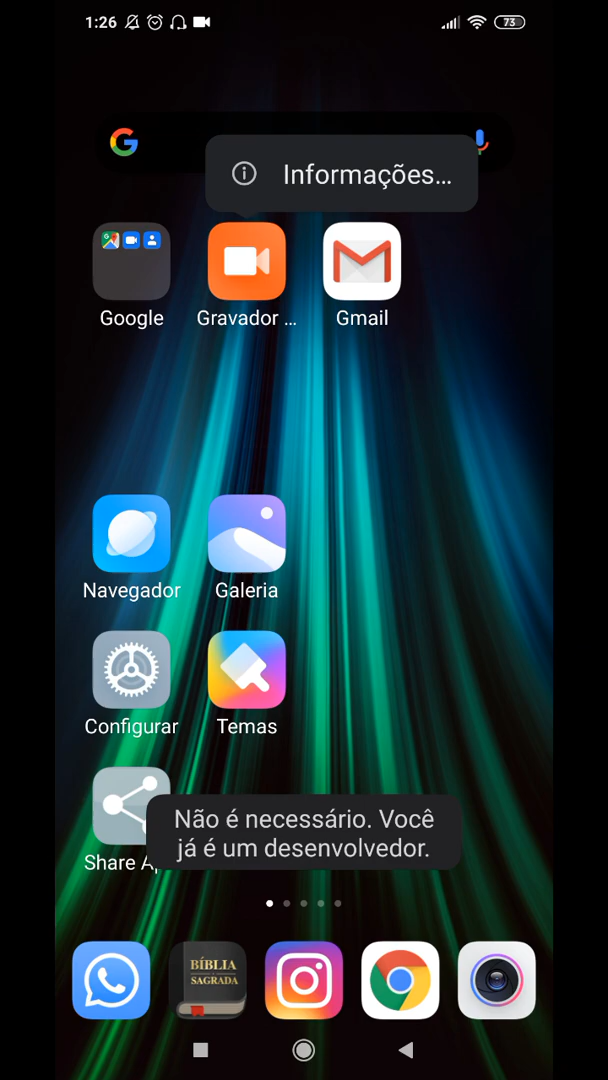 1:26
73
Informações...
Google
Gravador ...
Gmail
Navegador
Galeria
Configurar
Temas
Share Ap
Não é necessário. Você
já é um desenvolvedor.
BÍBLIA
SAGRADA